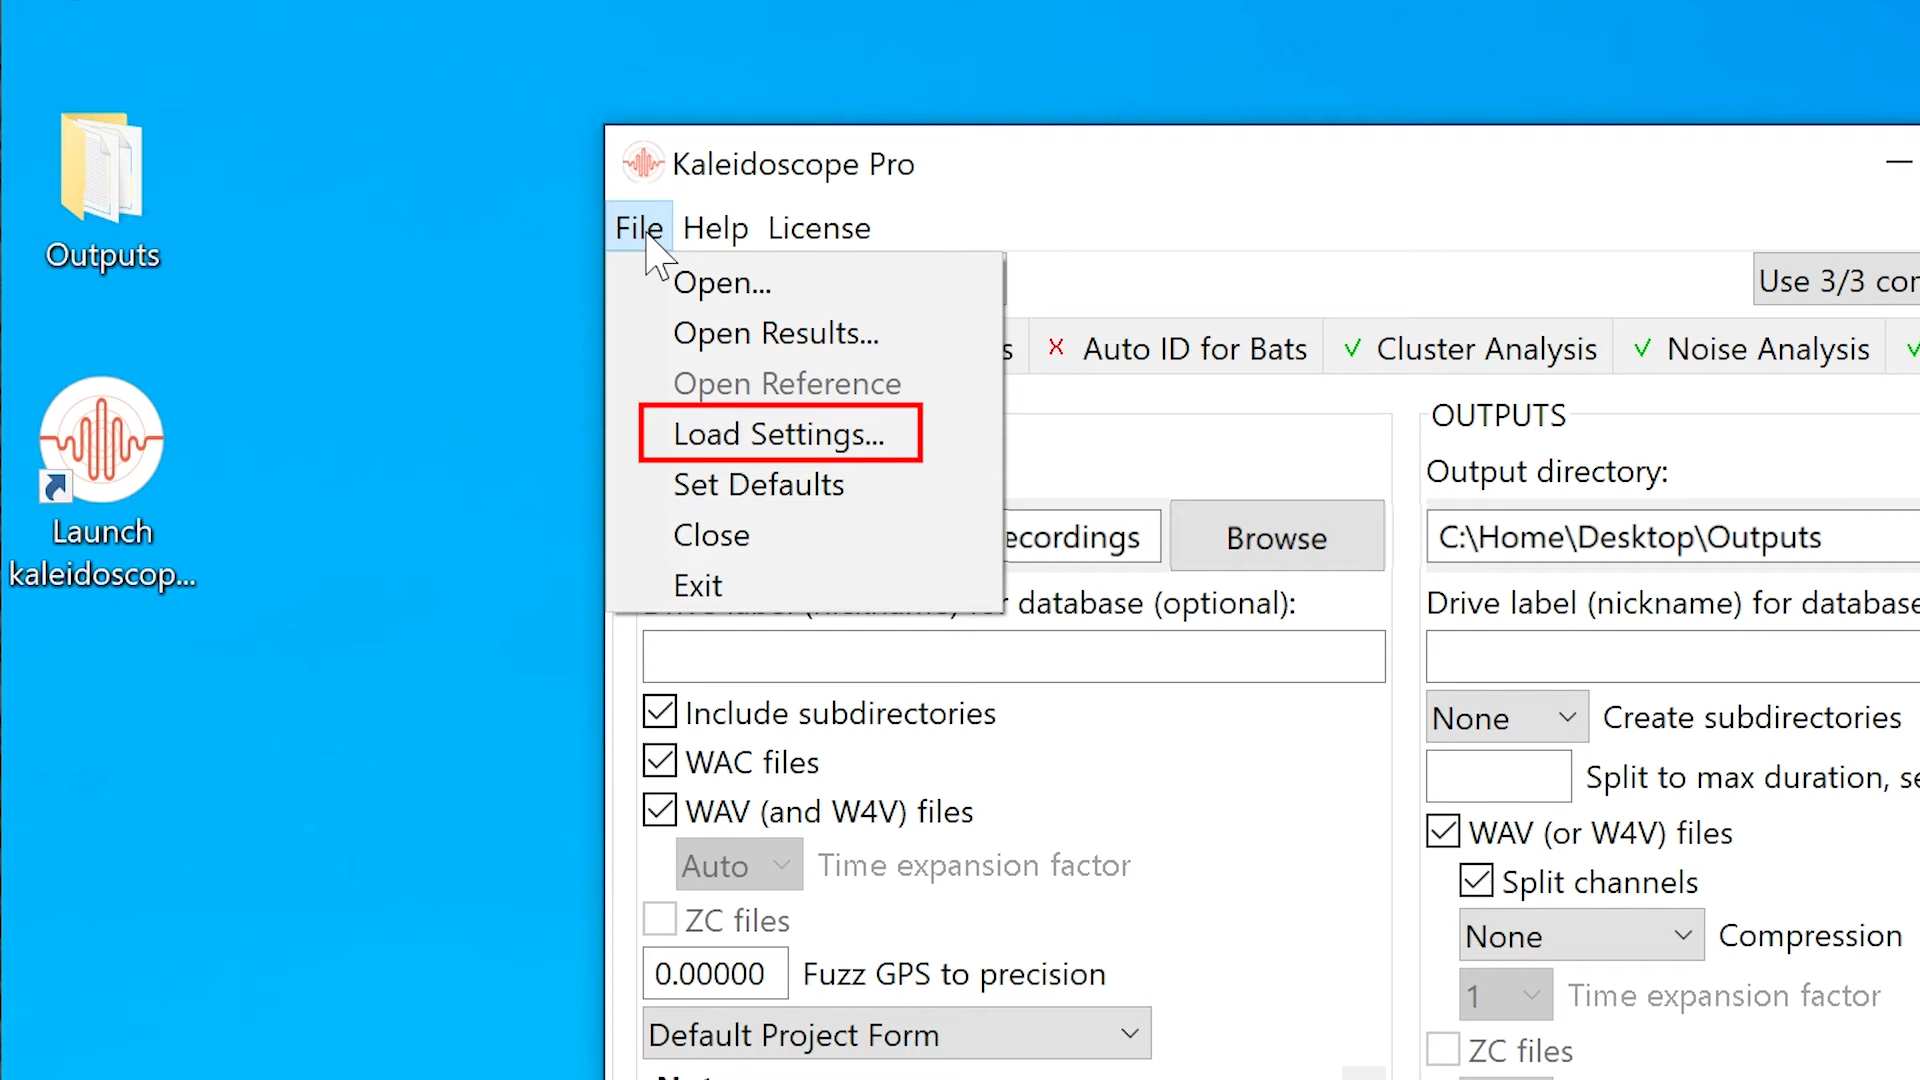 Outputs
Launch
kaleidoscop...
Kaleidoscope Pro
File Help License
Open...
Open Results...
Open Reference
Load Settings...
Set Defaults
Close
Exit
Use 3/3 cor
s
Auto ID for Bats
Cluster Analysis
Noise Analysis
ecordings
Browse
database (optional):
Include subdirectories
WAC files
WAV (and W4V) files
Auto Time expansion factor
ZC files
0.00000 Fuzz GPS to precision
Default Project Form
OUTPUTS
Output directory:
C:\Home\Desktop\Outputs
Drive label (nickname) for database
None Create subdirectories
Split to max duration, se
WAV (or W4V) files
Split channels
None Compression
1 Time expansion factor
ZC files